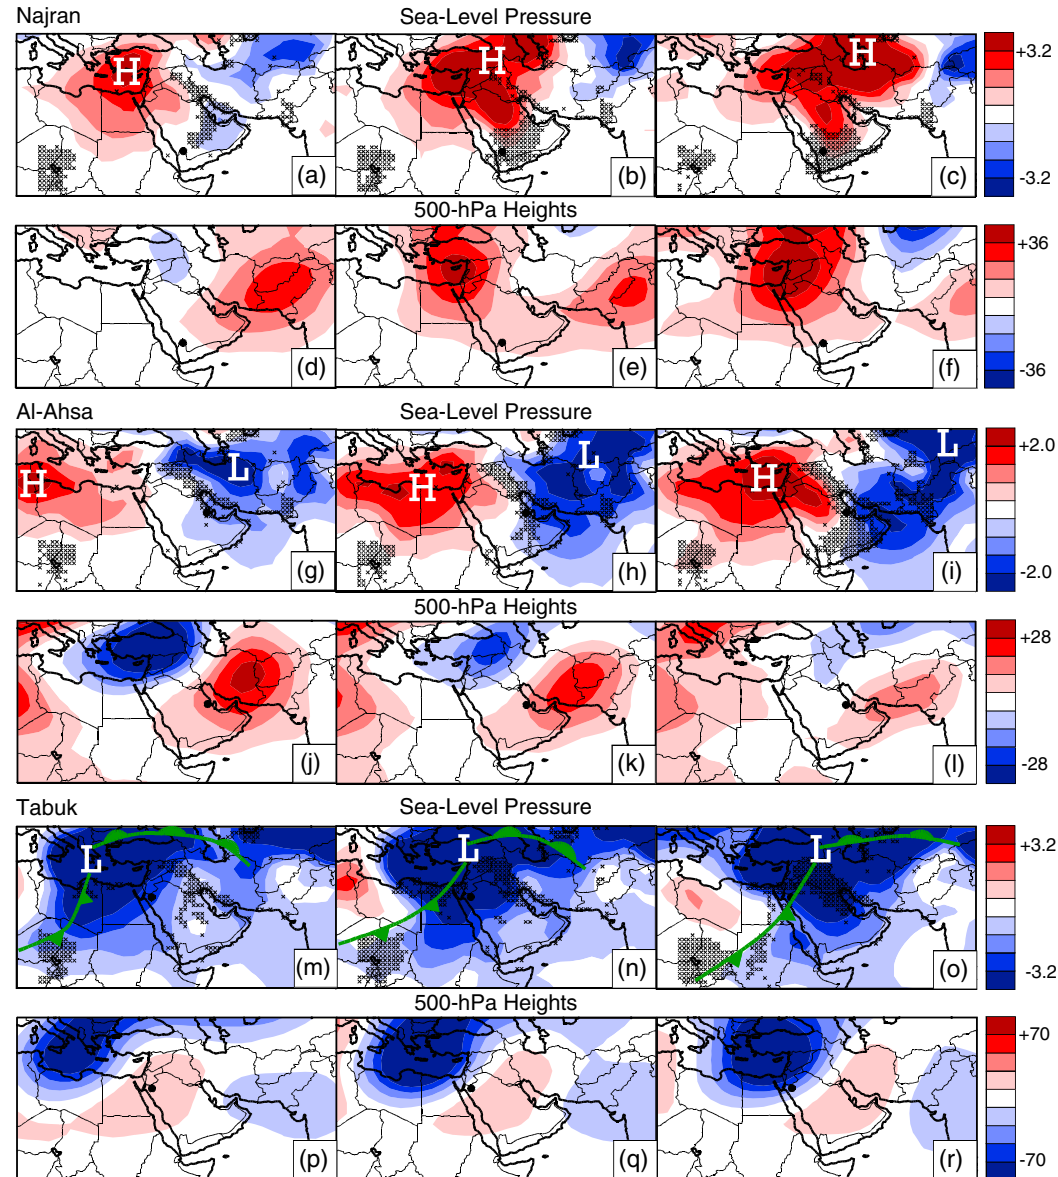 Najran Sea-Level Pressure
H H H +3.2
(a) (b) (c) -3.2
500-hPa Heights
+36
(d) (e) (f) -36
Al-Ahsa Sea-Level Pressure
H L H L H L +2.0
(g) (h) (i) -2.0
500-hPa Heights
+28
(j) (k) (l) -28
Tabuk Sea-Level Pressure
L L L +3.2
(m) (n) (o) -3.2
500-hPa Heights
+70
(p) (q) (r) -70